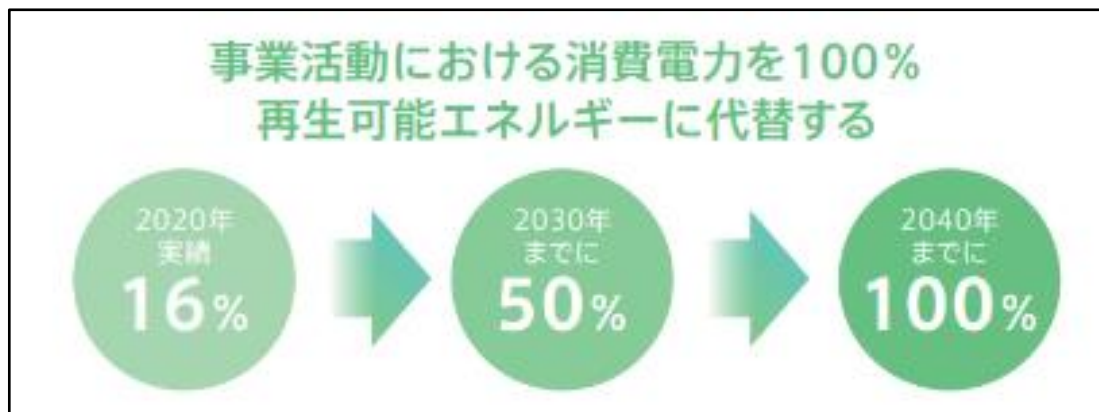 事業活動における消費電力を100%
再生可能エネルギーに代替する
2020年
実績
16%
2030年
までに
50%
2040年
までに
100%